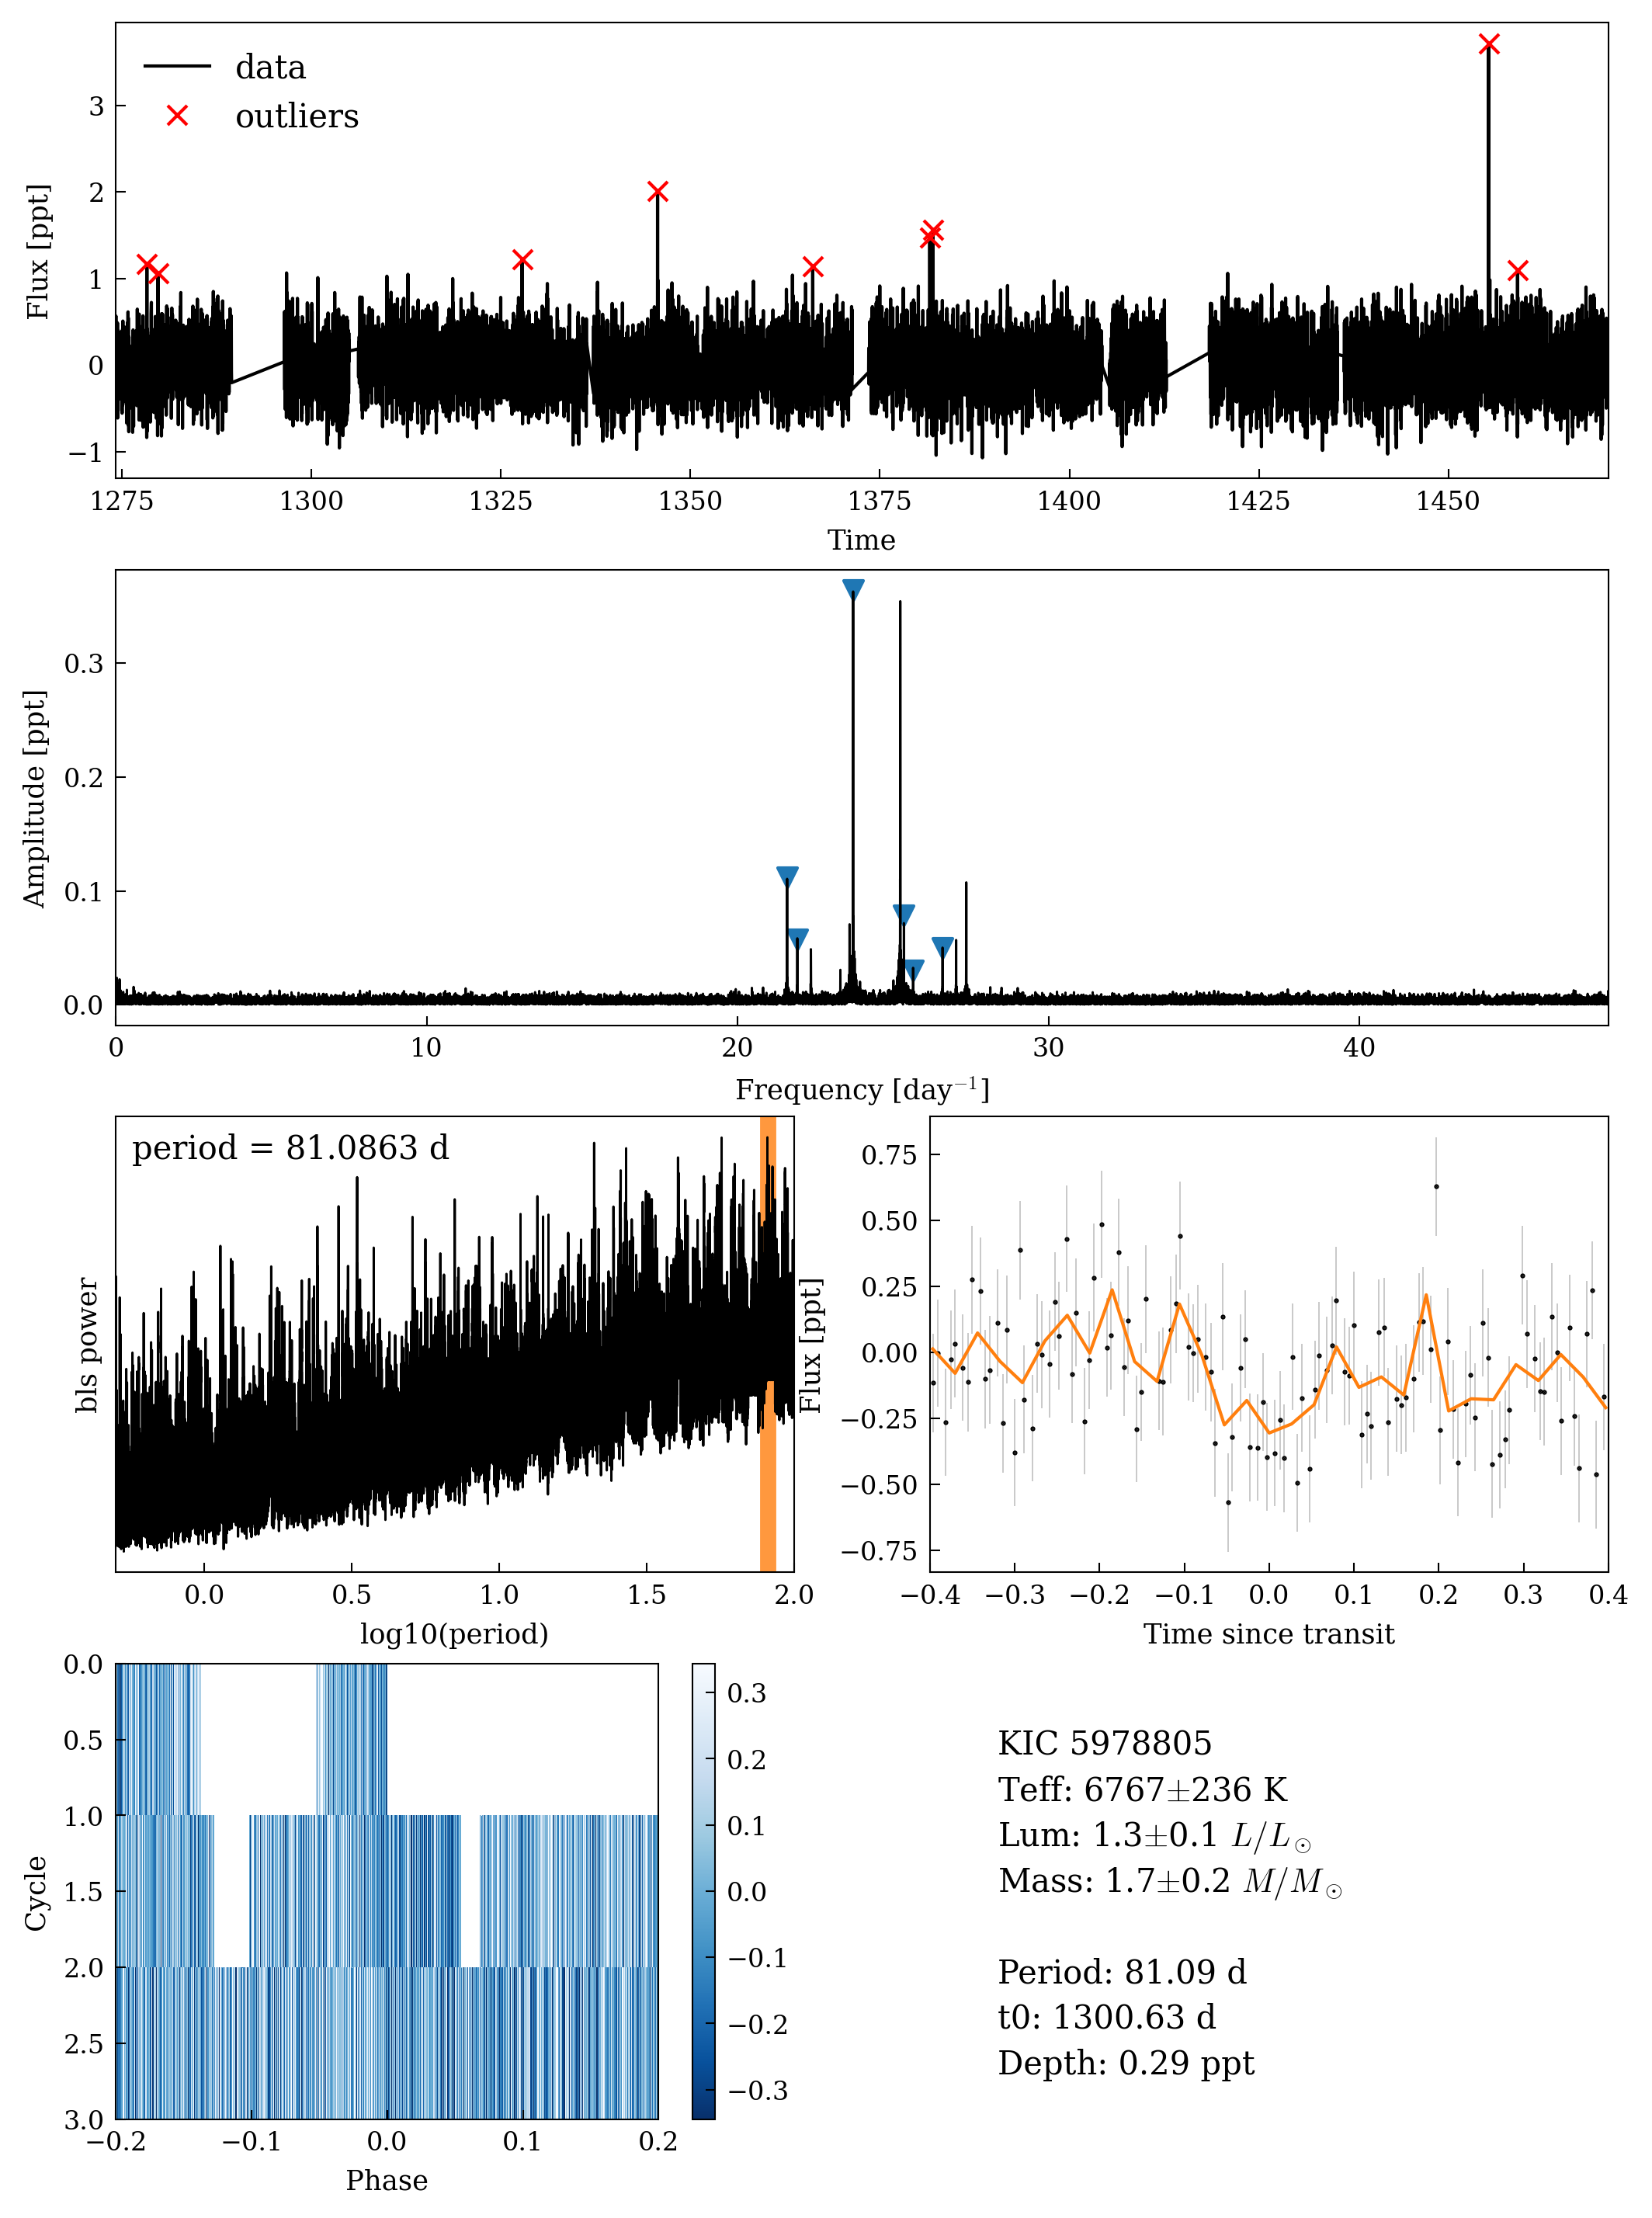 data
outliers
Flux [ppt]
3
2
1
0
−1
1275 1300 1325 1350 1375 1400 1425 1450
Time
Amplitude [ppt]
0.3
0.2
0.1
0.0
0 10 20 30 40
Frequency [day⁻¹]
period = 81.0863 d
bls power
0.0 0.5 1.0 1.5 2.0
log10(period)
Flux [ppt]
0.75
0.50
0.25
0.00
−0.25
−0.50
−0.75
−0.4 −0.3 −0.2 −0.1 0.0 0.1 0.2 0.3 0.4
Time since transit
Cycle
0.0
0.5
1.0
1.5
2.0
2.5
3.0
−0.2 −0.1 0.0 0.1 0.2
Phase
0.3
0.2
0.1
0.0
−0.1
−0.2
−0.3
KIC 5978805
Teff: 6767±236 K
Lum: 1.3±0.1 L/L☉
Mass: 1.7±0.2 M/M☉
Period: 81.09 d
t0: 1300.63 d
Depth: 0.29 ppt